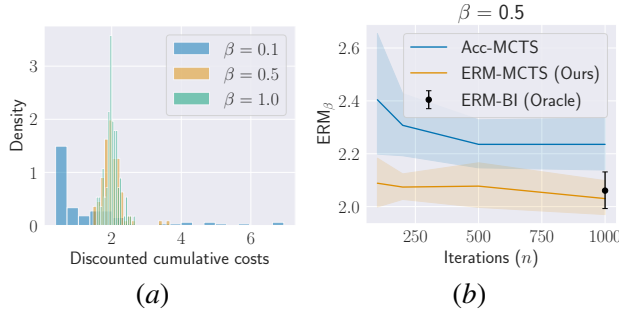 β = 0.5
β = 0.1
β = 0.5
β = 1.0
Density
3
2
1
0
2
4
6
Discounted cumulative costs
(a)
Acc-MCTS
ERM-MCTS (Ours)
ERM-BI (Oracle)
ERMβ
2.6
2.4
2.2
2.0
250
500
750
1000
Iterations (n)
(b)